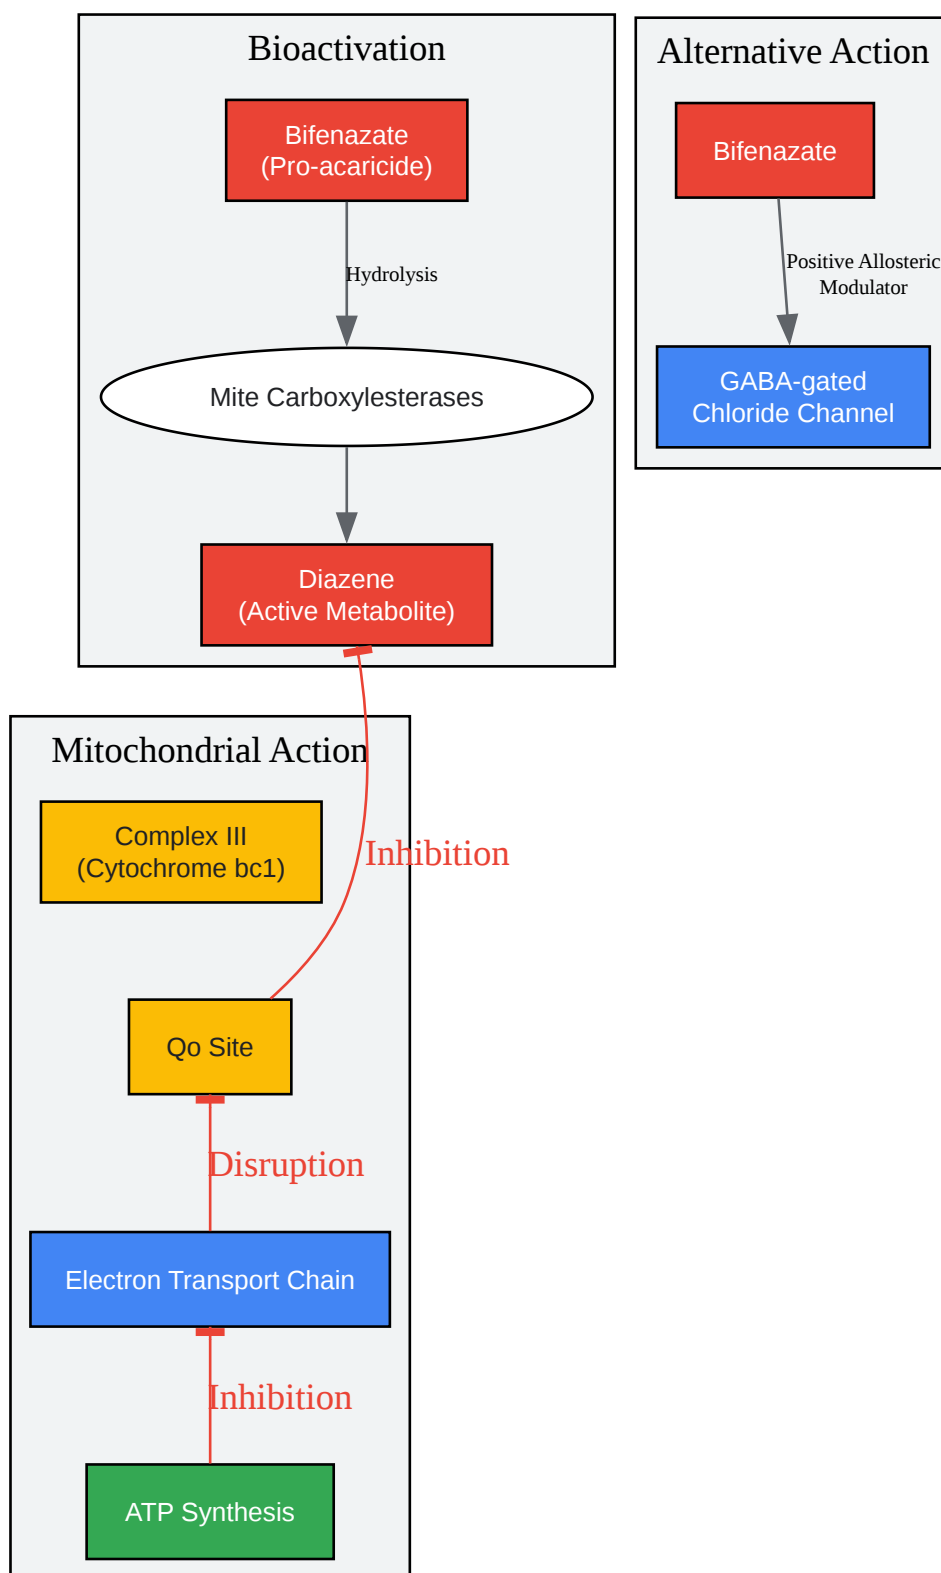 Bioactivation
Bifenazate
(Pro-acaricide)
Hydrolysis
Mite Carboxylesterases
Diazene
(Active Metabolite)
Alternative Action
Bifenazate
Positive Allosteric
Modulator
GABA-gated
Chloride Channel
Mitochondrial Action
Complex III
(Cytochrome bc1)
Inhibition
Qo Site
Disruption
Electron Transport Chain
Inhibition
ATP Synthesis